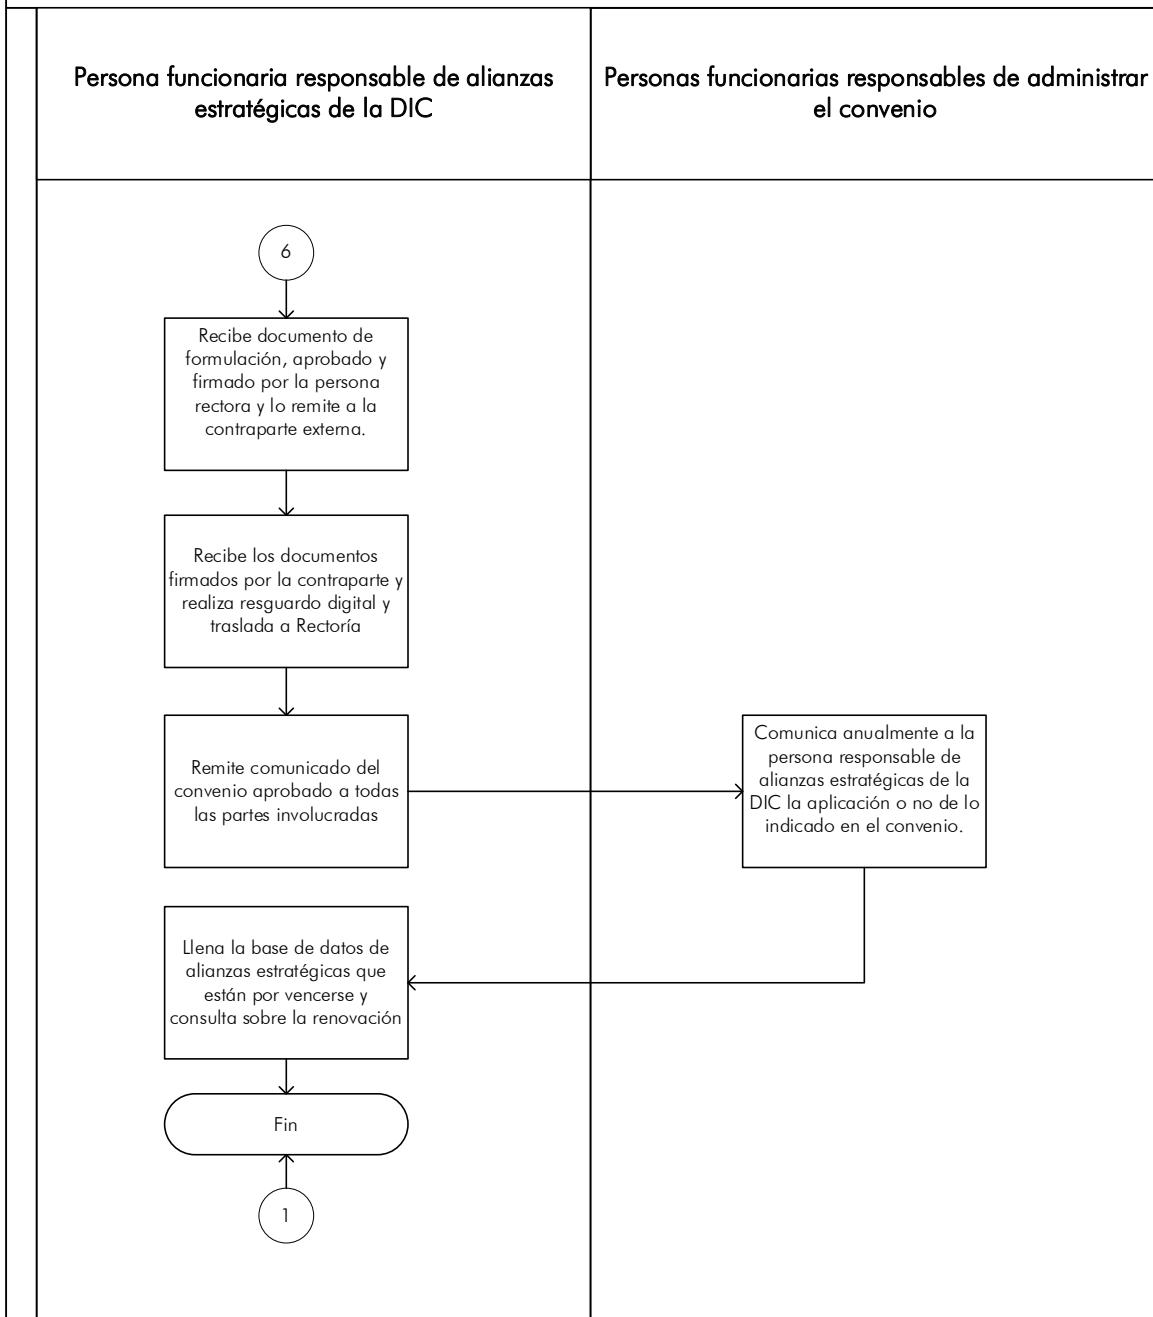 Persona funcionaria responsable de alianzas
estratégicas de la DIC
Personas funcionarias responsables de administrar
el convenio
6
Recibe documento de
formulación, aprobado y
firmado por la persona
rectora y lo remite a la
contraparte externa.
Recibe los documentos
firmados por la contraparte y
realiza resguardo digital y
traslada a Rectoría
Remite comunicado del
convenio aprobado a todas
las partes involucradas
Comunica anualmente a la
persona responsable de
alianzas estratégicas de la
DIC la aplicación o no de lo
indicado en el convenio.
Llena la base de datos de
alianzas estratégicas que
están por vencerse y
consulta sobre la renovación
Fin
1